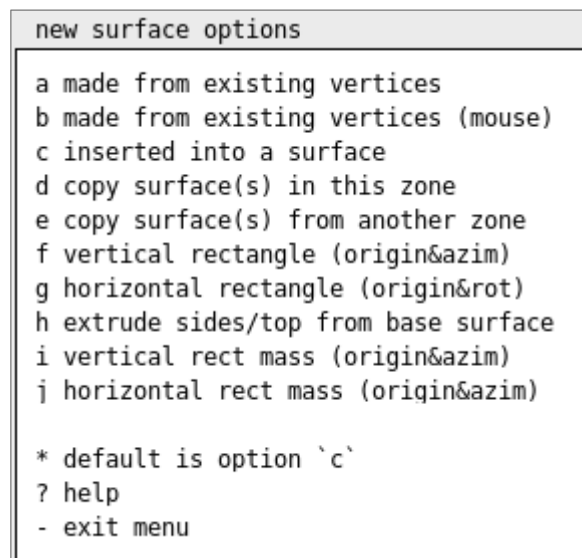 new surface options
a made from existing vertices
b made from existing vertices (mouse)
c inserted into a surface
d copy surface(s) in this zone
e copy surface(s) from another zone
f vertical rectangle (origin&azim)
g horizontal rectangle (origin&rot)
h extrude sides/top from base surface
i vertical rect mass (origin&azim)
j horizontal rect mass (origin&azim)
* default is option `c`
? help
- exit menu